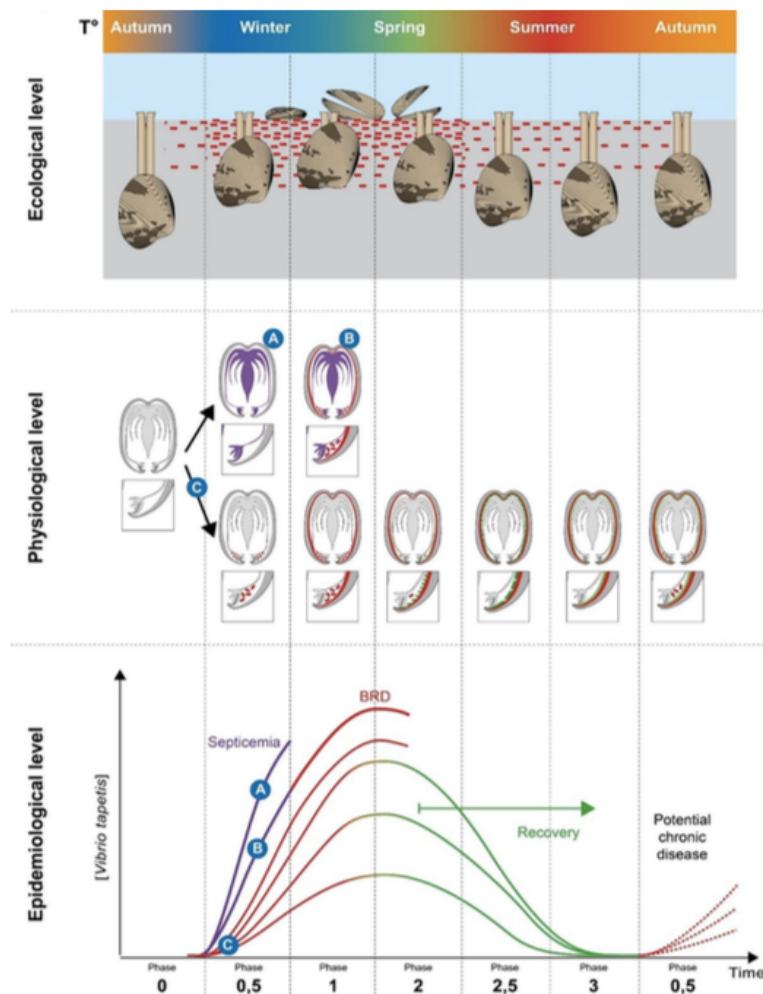 T° Autumn Winter Spring Summer Autumn
Ecological level
A B
C
Physiological level
BRD
Septicemia
A
Recovery
Potential
chronic
disease
B
C
[Vibrio tapetis]
Epidemiological level
Time
Phase Phase Phase Phase Phase Phase Phase
0 0,5 1 2 2,5 3 0,5